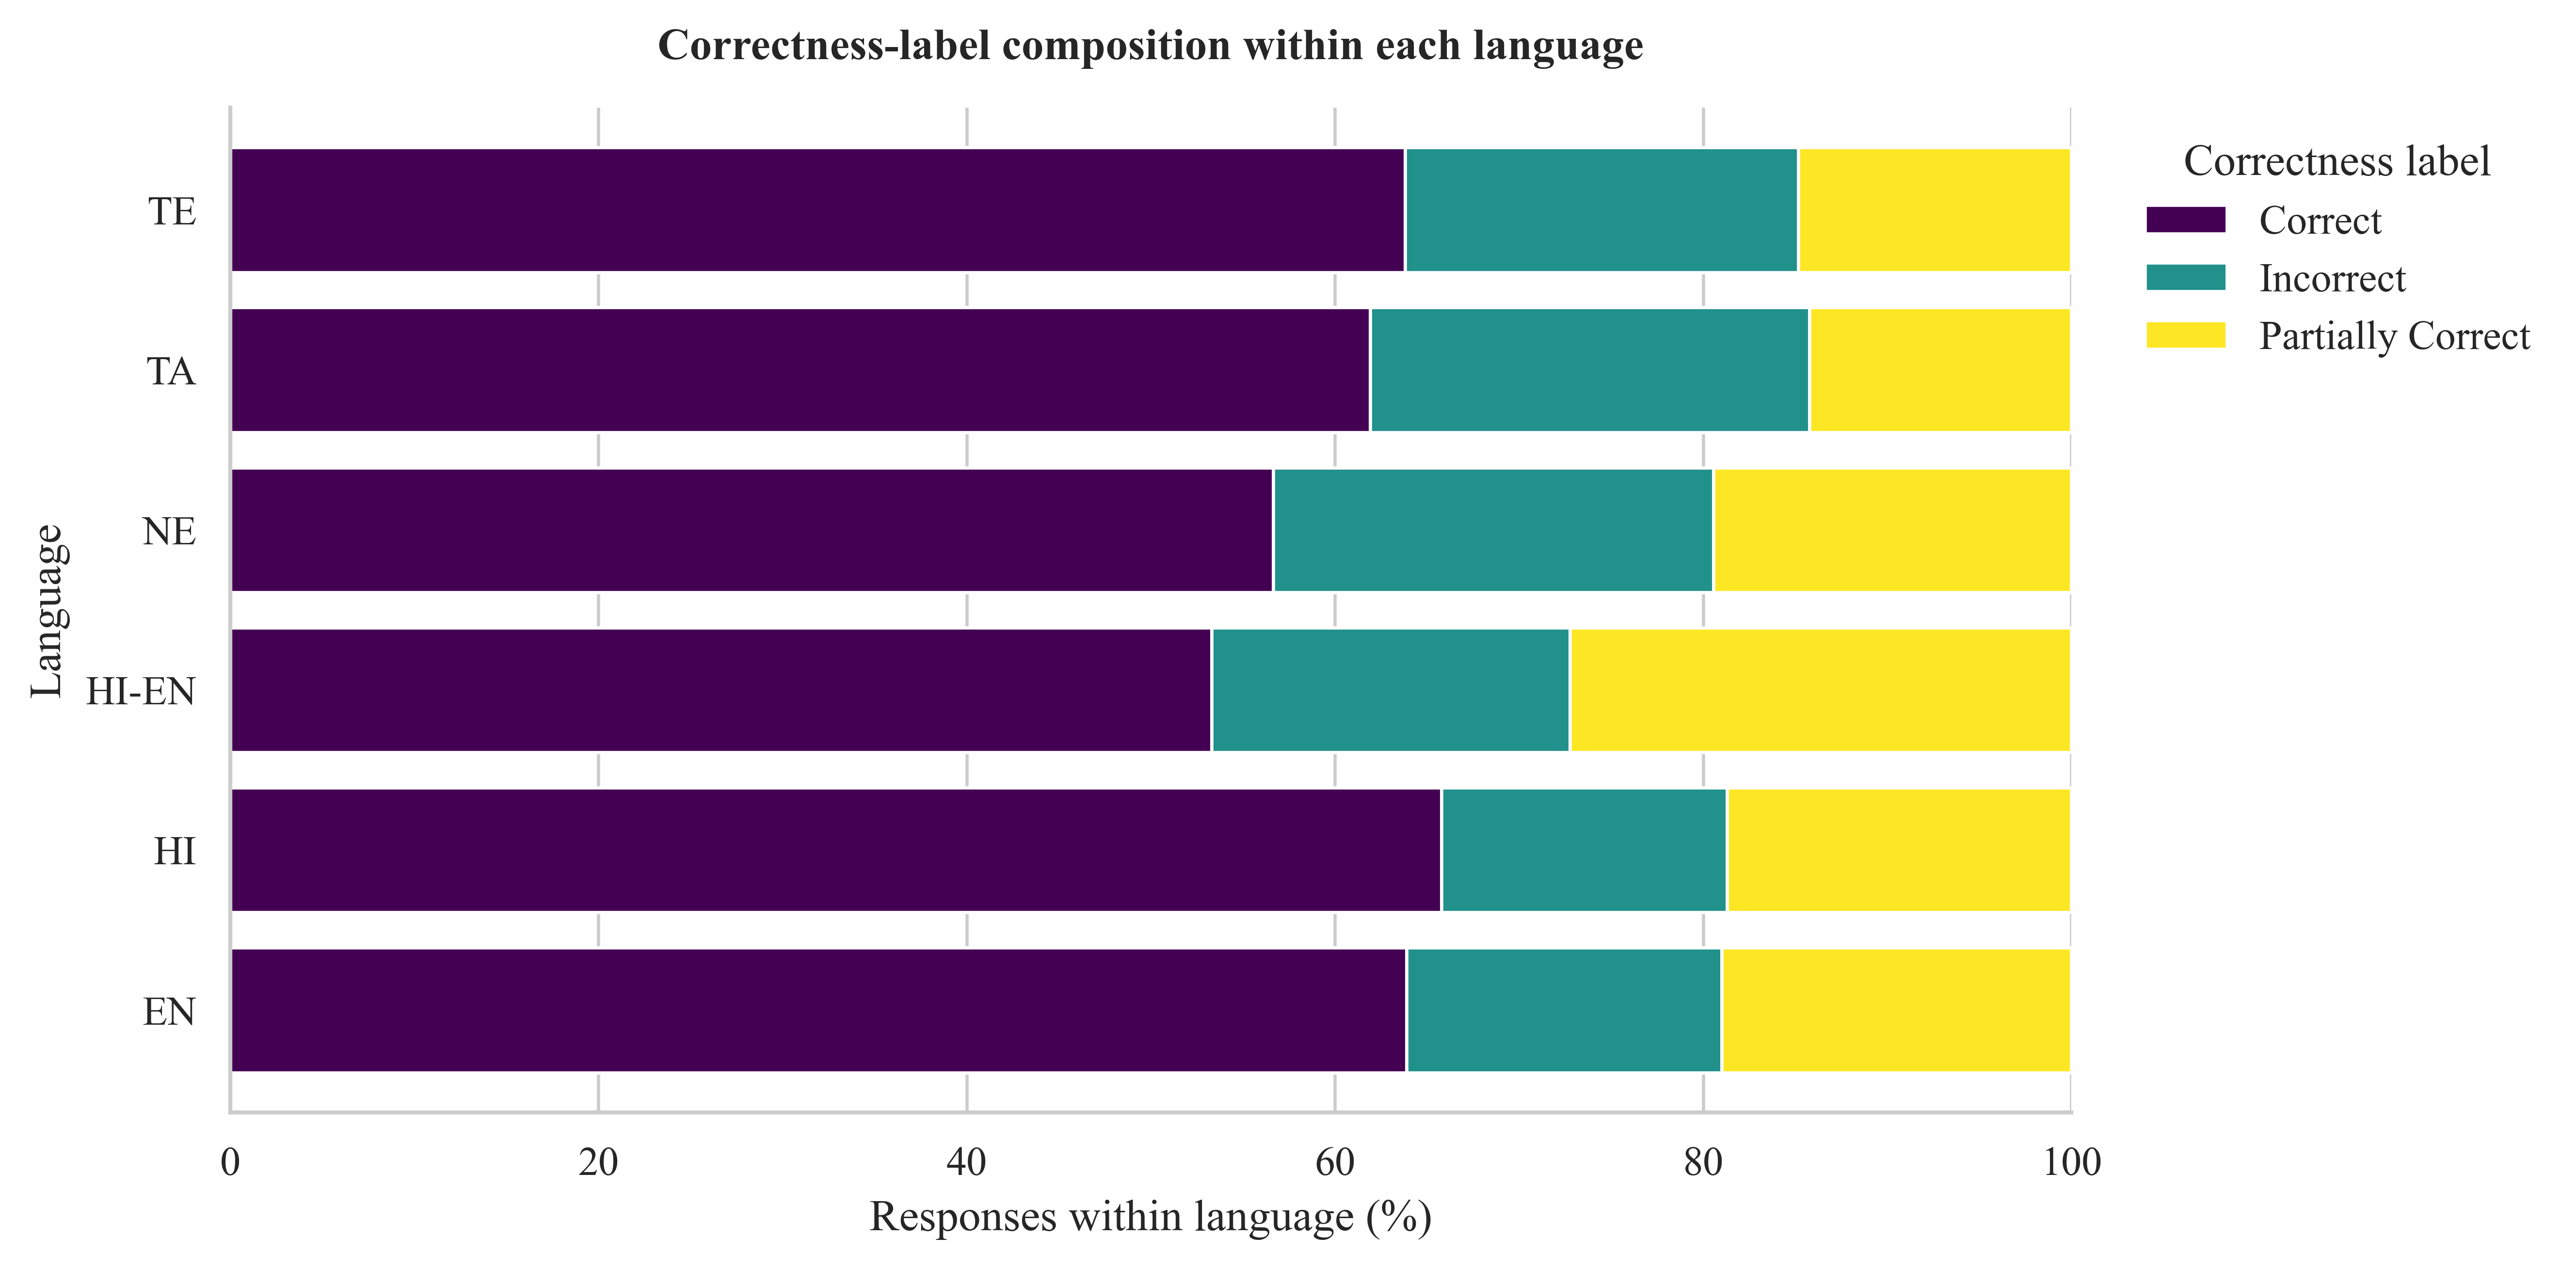 Correctness-label composition within each language
Correctness label
Correct
Incorrect
Partially Correct
Language
TE
TA
NE
HI-EN
HI
EN
0 20 40 60 80 100
Responses within language (%)